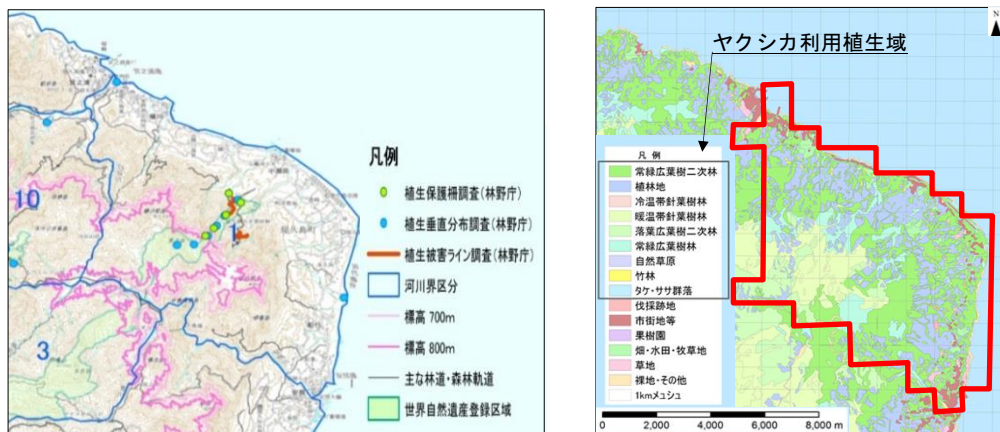 凡例
植生保護柵調査(林野庁)
植生垂直分布調査(林野庁)
植生被害ライン調査(林野庁)
河川界区分
標高 700m
標高 800m
主な林道・森林軌道
世界自然遺産登録区域
10
1
3
ヤクシカ利用植生域
N
凡 例
常緑広葉樹二次林
植林地
冷温帯針葉樹林
暖温帯針葉樹林
落葉広葉樹二次林
常緑広葉樹林
自然草原
竹林
タケ・ササ群落
伐採跡地
市街地等
果樹園
畑・水田・牧草地
草地
裸地・その他
1kmメュシュ
0 2,000 4,000 6,000 8,000 m